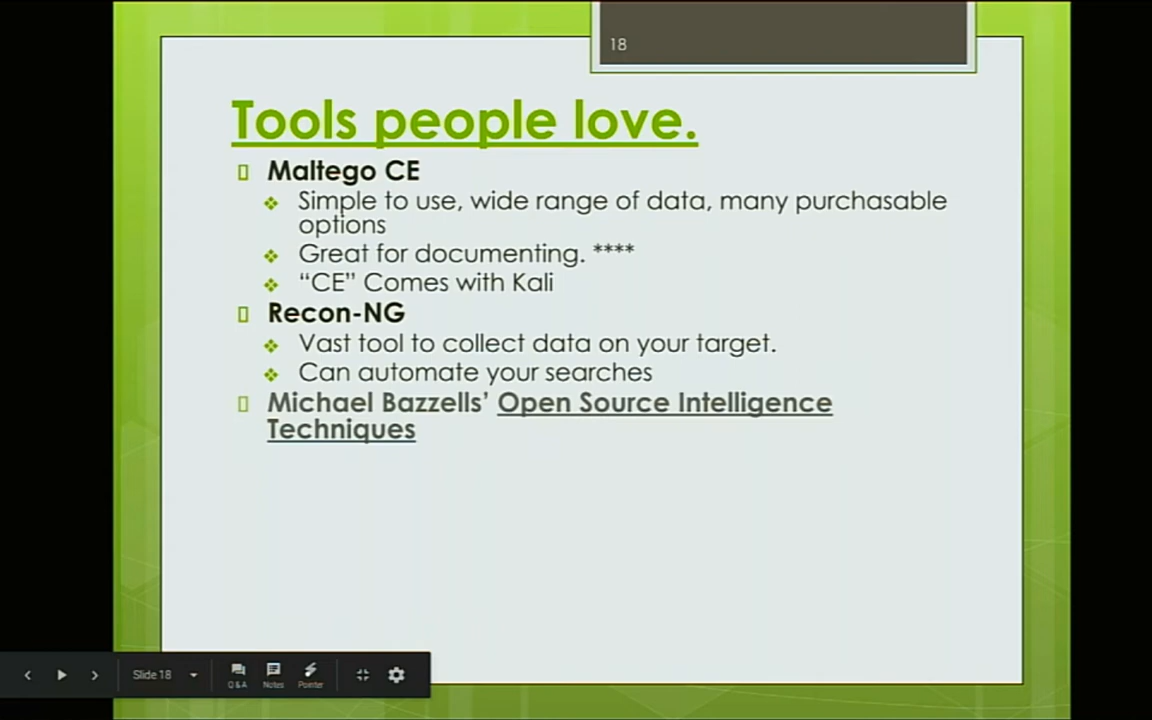 18
Tools people love.
Maltego CE
Simple to use, wide range of data, many purchasable
options
Great for documenting. ****
“CE” Comes with Kali
Recon-NG
Vast tool to collect data on your target.
Can automate your searches
Michael Bazzells’ Open Source Intelligence
Techniques
Slide 18
Q&A Notes Pointer